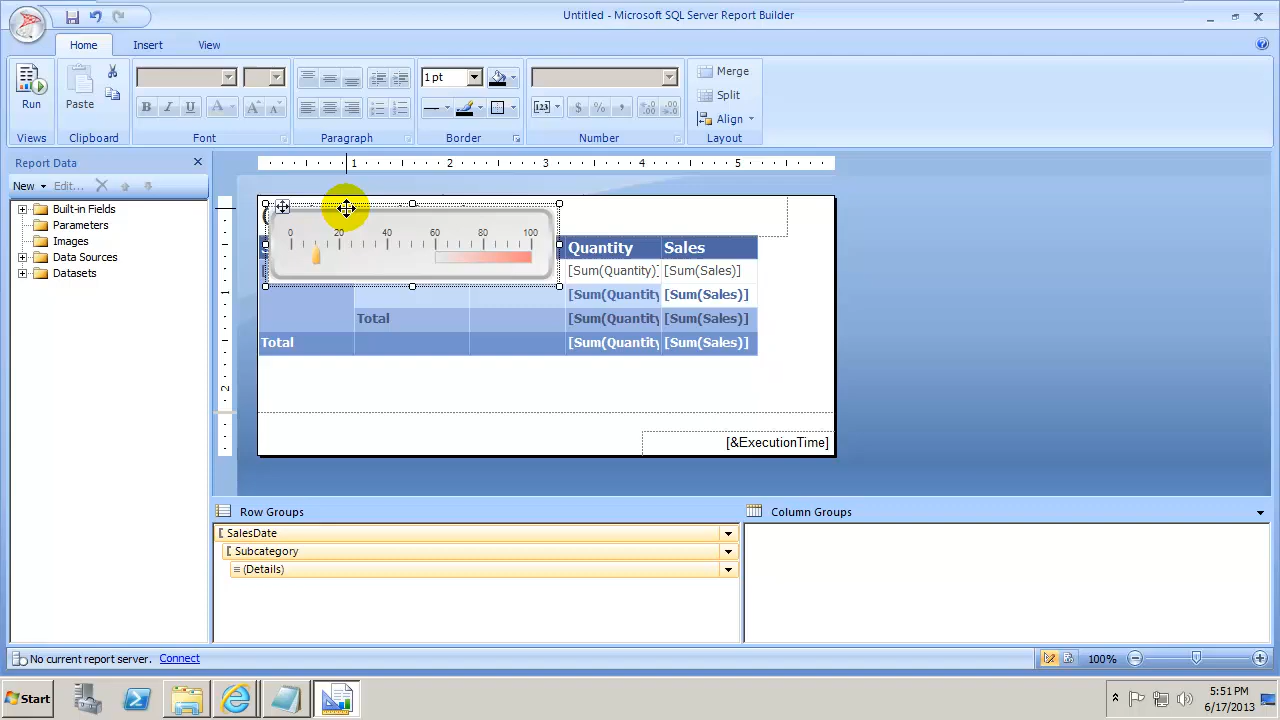 Untitled - Microsoft SQL Server Report Builder
Home
Insert
View
Run
Paste
1 pt
B I U A A A
$ % ,
Merge
Split
Align
Views
Clipboard
Font
Paragraph
Border
Number
Layout
Report Data
New
Edit...
Built-in Fields
Parameters
Images
Data Sources
Datasets
1 2 3 4 5
1
2
0 20 40 60 80 100
Quantity Sales
[Sum(Quantity)] [Sum(Sales)]
[Sum(Quantity [Sum(Sales)]
Total [Sum(Quantity [Sum(Sales)]
Total [Sum(Quantity [Sum(Sales)]
[&ExecutionTime]
Row Groups
Column Groups
SalesDate
Subcategory
(Details)
No current report server. Connect
100%
Start
5:51 PM
6/17/2013